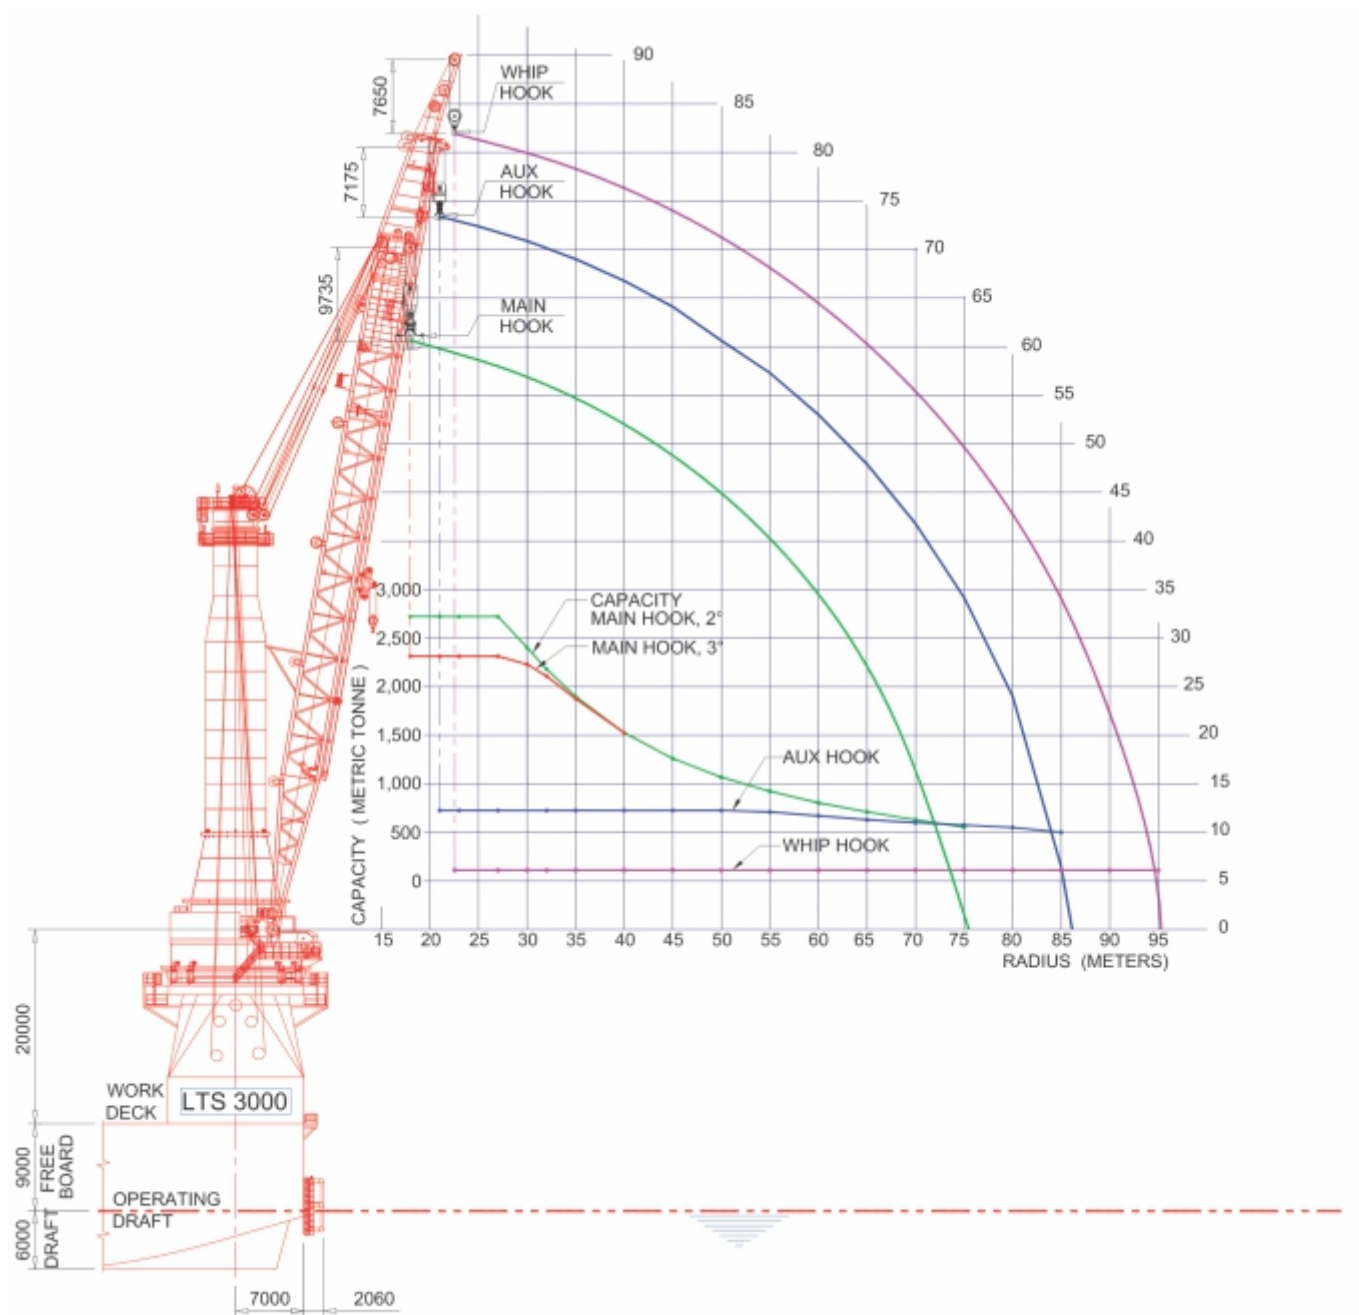 90
WHIP
HOOK
7650
85
80
AUX
HOOK
7175
75
70
9735
65
MAIN
HOOK
60
55
50
45
40
3,000
CAPACITY
MAIN HOOK, 2°
35
2,500
MAIN HOOK, 3°
30
2,000
25
1,500
20
AUX HOOK
1,000
15
500
10
WHIP HOOK
0
5
CAPACITY ( METRIC TONNE )
0
15 20 25 30 35 40 45 50 55 60 65 70 75 80 85 90 95
RADIUS (METERS)
20000
WORK
DECK
LTS 3000
9000
FREE
BOARD
OPERATING
DRAFT
6000
DRAFT
7000
2060